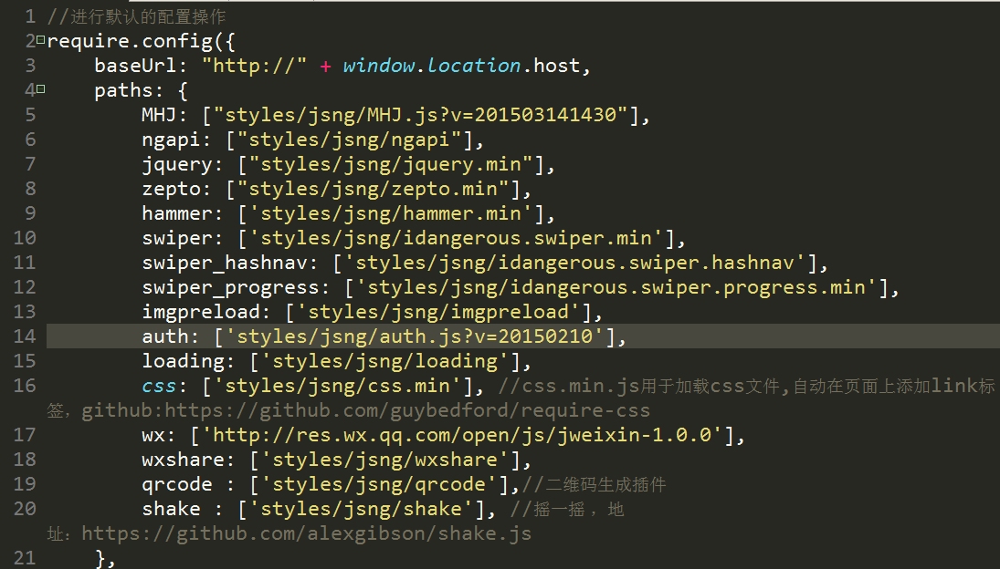 1 //进行默认的配置操作
2 require.config({
3 baseUrl: "http://" + window.location.host,
4 paths: {
5 MHJ: ["styles/jsng/MHJ.js?v=201503141430"],
6 ngapi: ["styles/jsng/ngapi"],
7 jquery: ["styles/jsng/jquery.min"],
8 zepto: ["styles/jsng/zepto.min"],
9 hammer: ['styles/jsng/hammer.min'],
10 swiper: ['styles/jsng/idangerous.swiper.min'],
11 swiper_hashnav: ['styles/jsng/idangerous.swiper.hashnav'],
12 swiper_progress: ['styles/jsng/idangerous.swiper.progress.min'],
13 imgpreload: ['styles/jsng/imgpreload'],
14 auth: ['styles/jsng/auth.js?v=20150210'],
15 loading: ['styles/jsng/loading'],
16 css: ['styles/jsng/css.min'], //css.min.js用于加载css文件,自动在页面上添加link标
签，github:https://github.com/guybedford/require-css
17 wx: ['http://res.wx.qq.com/open/js/jweixin-1.0.0'],
18 wxshare: ['styles/jsng/wxshare'],
19 qrcode : ['styles/jsng/qrcode'],//二维码生成插件
20 shake : ['styles/jsng/shake'], //摇一摇，地
址：https://github.com/alexgibson/shake.js
21 },